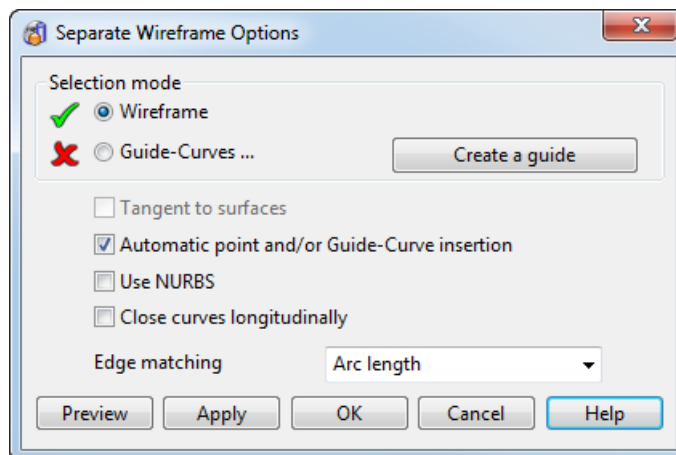 Separate Wireframe Options
Selection mode
Wireframe
Guide-Curves ...
Create a guide
Tangent to surfaces
Automatic point and/or Guide-Curve insertion
Use NURBS
Close curves longitudinally
Edge matching Arc length
Preview Apply OK Cancel Help